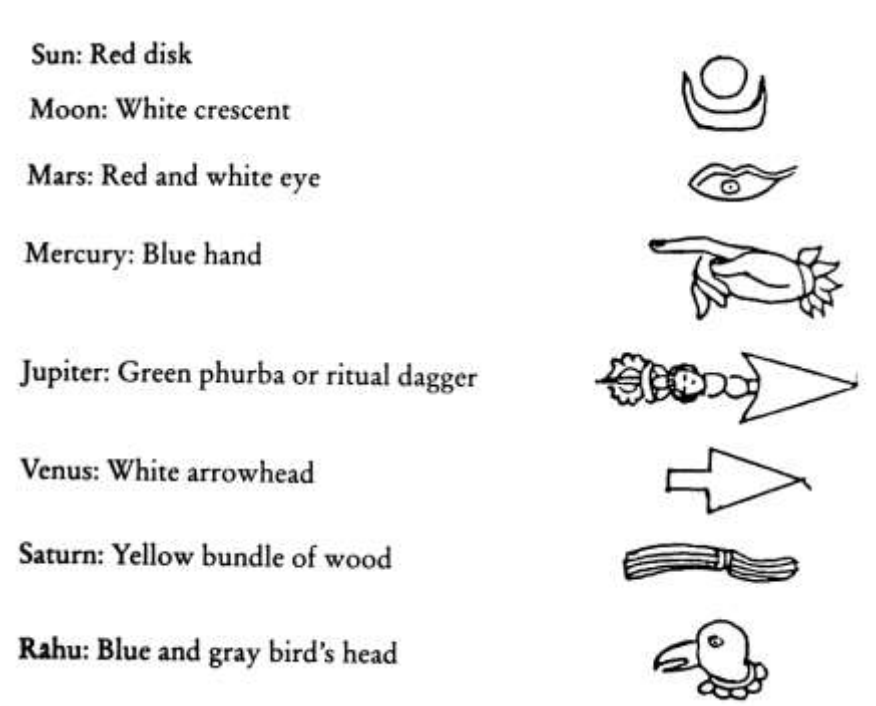 Sun: Red disk
Moon: White crescent
Mars: Red and white eye
Mercury: Blue hand
Jupiter: Green phurba or ritual dagger
Venus: White arrowhead
Saturn: Yellow bundle of wood
Rahu: Blue and gray bird's head